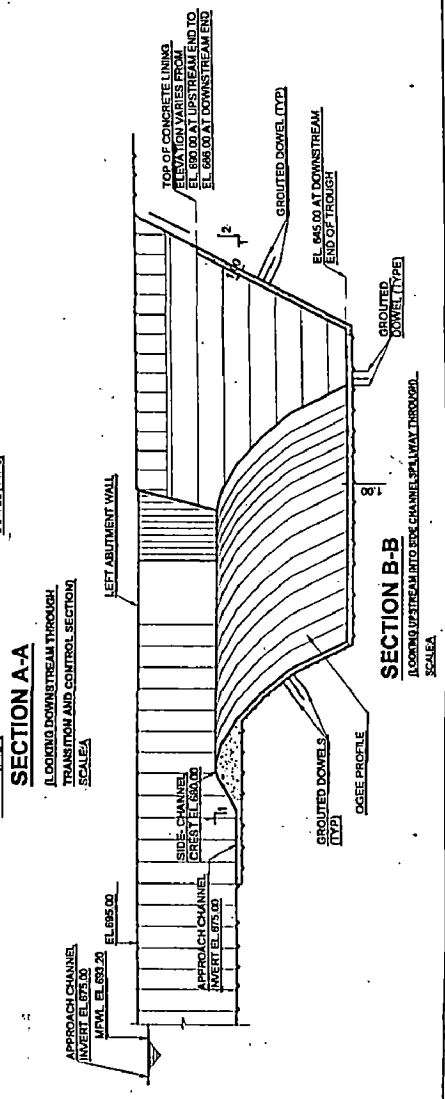 SECTION A-A
(LOOKING DOWNSTREAM THROUGH
TRANSITION AND CONTROL SECTION)
SCALE:A
APPROACH CHANNEL
INVERT EL.675.00
MFWL EL.693.20
EL.695.00
LEFT ABUTMENT WALL
TOP OF CONCRETE LINING
ELEVATION VARIES FROM
EL. 690.00 AT UPSTREAM END TO
EL. 686.00 AT DOWNSTREAM END
SIDE- CHANNEL
CREST EL.680.00
1
2
APPROACH CHANNEL
INVERT EL.675.00
GROUTED DOWEL (TYP)
EL. 645.00 AT DOWNSTREAM
END OF TROUGH
GROUTED DOWELS
(TYP)
OGEE PROFILE
GROUTED
DOWEL (TYPE)
SECTION B-B
(LOOKING UPSTREAM INTO SIDE CHANNEL SPILLWAY THROUGH)
SCALE:A